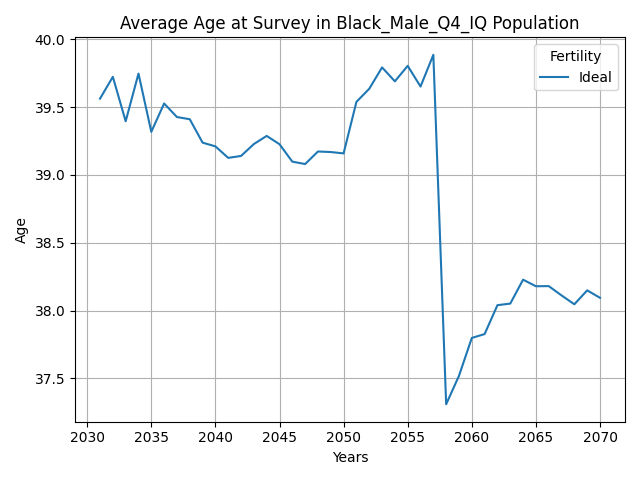 Average Age at Survey in Black_Male_Q4_IQ Population
Age
40.0
39.5
39.0
38.5
38.0
37.5
Fertility
Ideal
2030 2035 2040 2045 2050 2055 2060 2065 2070
Years